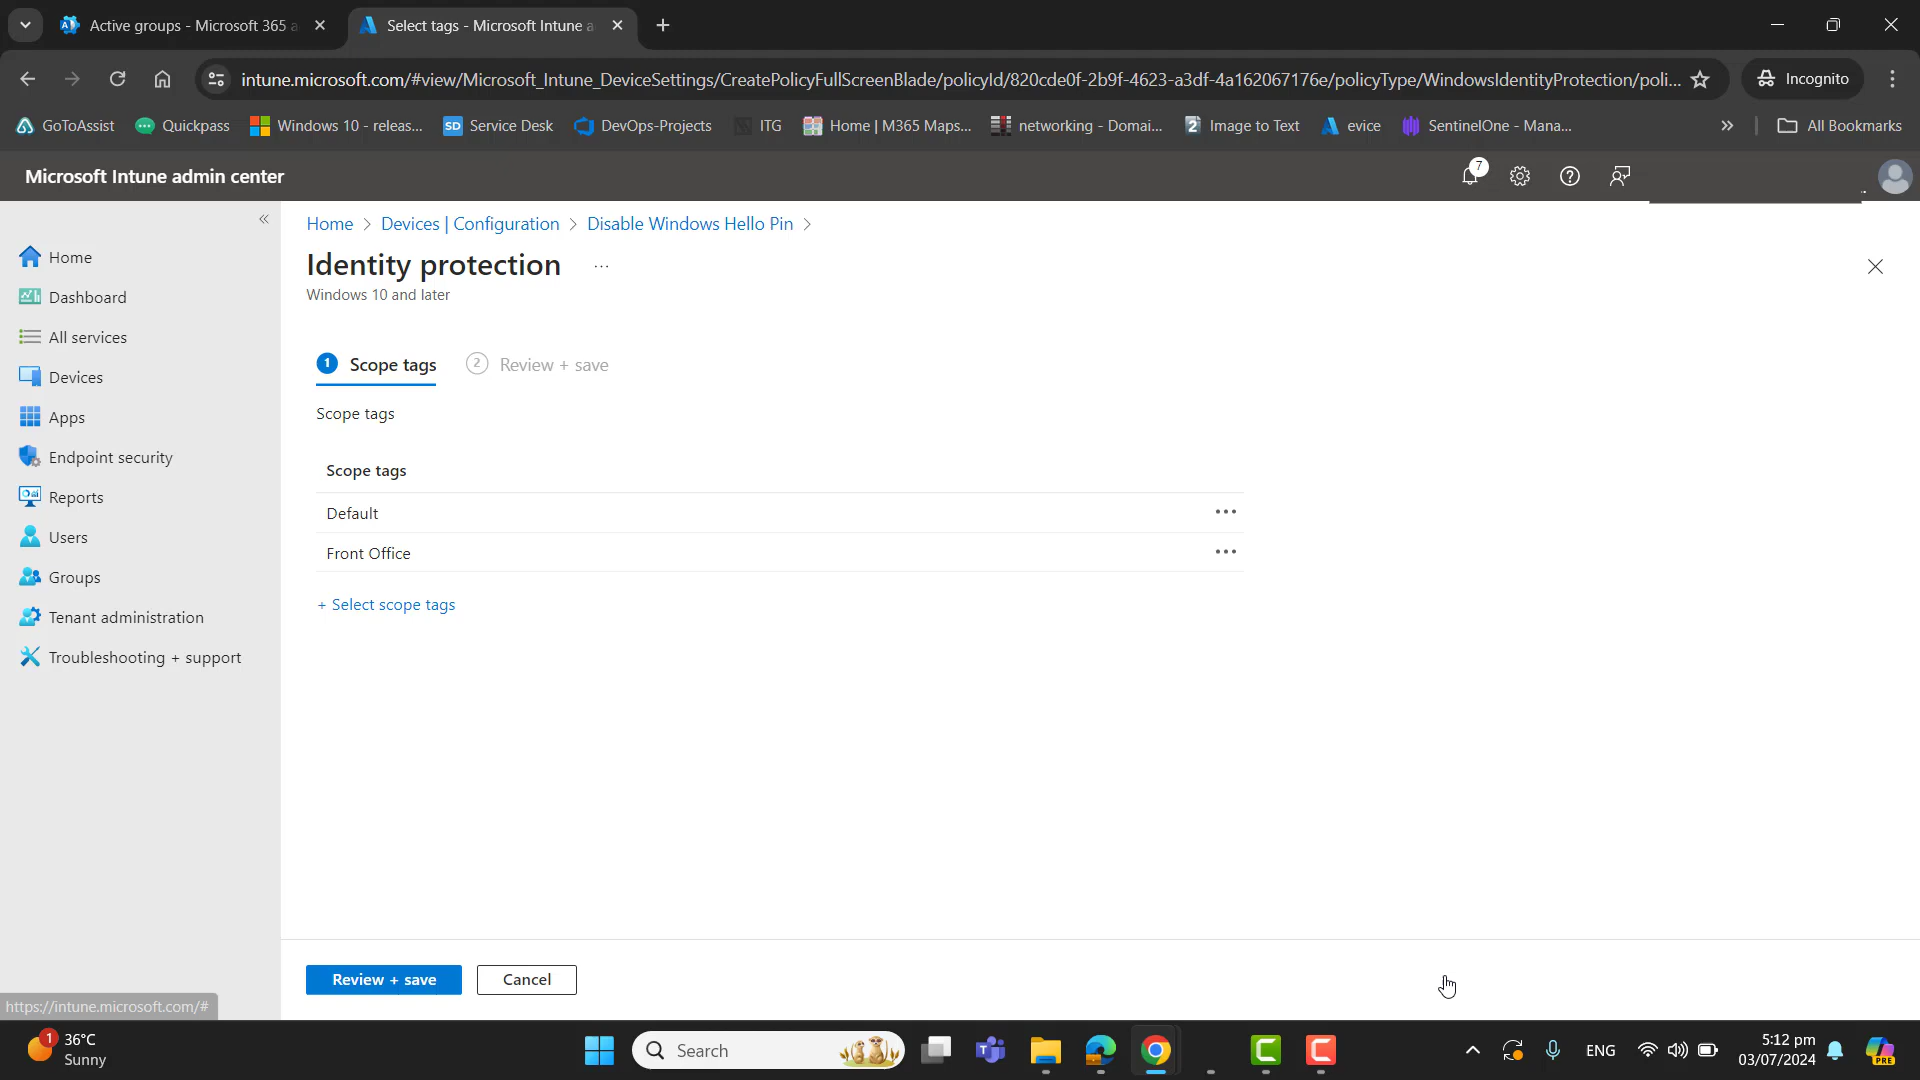 Active groups - Microsoft 365 a
Select tags - Microsoft Intune a
intune.microsoft.com/#view/Microsoft_Intune_DeviceSettings/CreatePolicyFullScreenBlade/policyId/820cde0f-2b9f-4623-a3df-4a162067176e/policyType/WindowsIdentityProtection/poli...
Incognito
GoToAssist
Quickpass
Windows 10 - releas...
SD Service Desk
DevOps-Projects
ITG
Home | M365 Maps...
networking - Domai...
Image to Text
evice
SentinelOne - Mana...
All Bookmarks
Microsoft Intune admin center
7
Home > Devices | Configuration > Disable Windows Hello Pin >
Identity protection ...
Windows 10 and later
Home
Dashboard
All services
Devices
Apps
Endpoint security
Reports
Users
Groups
Tenant administration
Troubleshooting + support
1 Scope tags
2 Review + save
Scope tags
Scope tags
Default
Front Office
+ Select scope tags
Review + save
Cancel
https://intune.microsoft.com/#
1
36°C
Sunny
Search
ENG
5:12 pm
03/07/2024
PRE